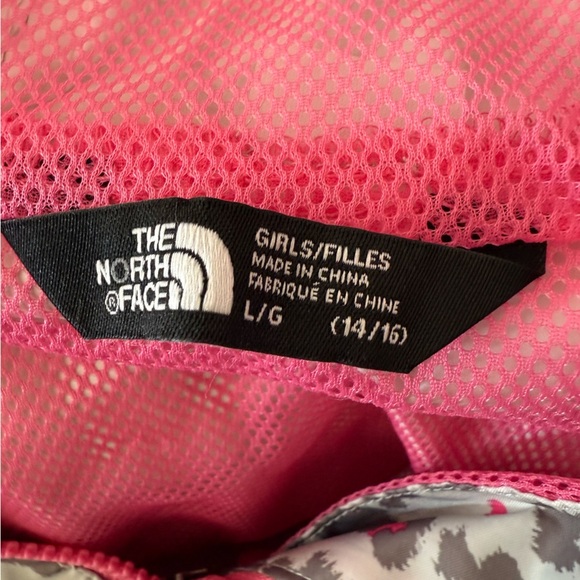 THE
NORTH
®FACE
GIRLS/FILLES
MADE IN CHINA
FABRIQUÉ EN CHINE
L/G (14/16)